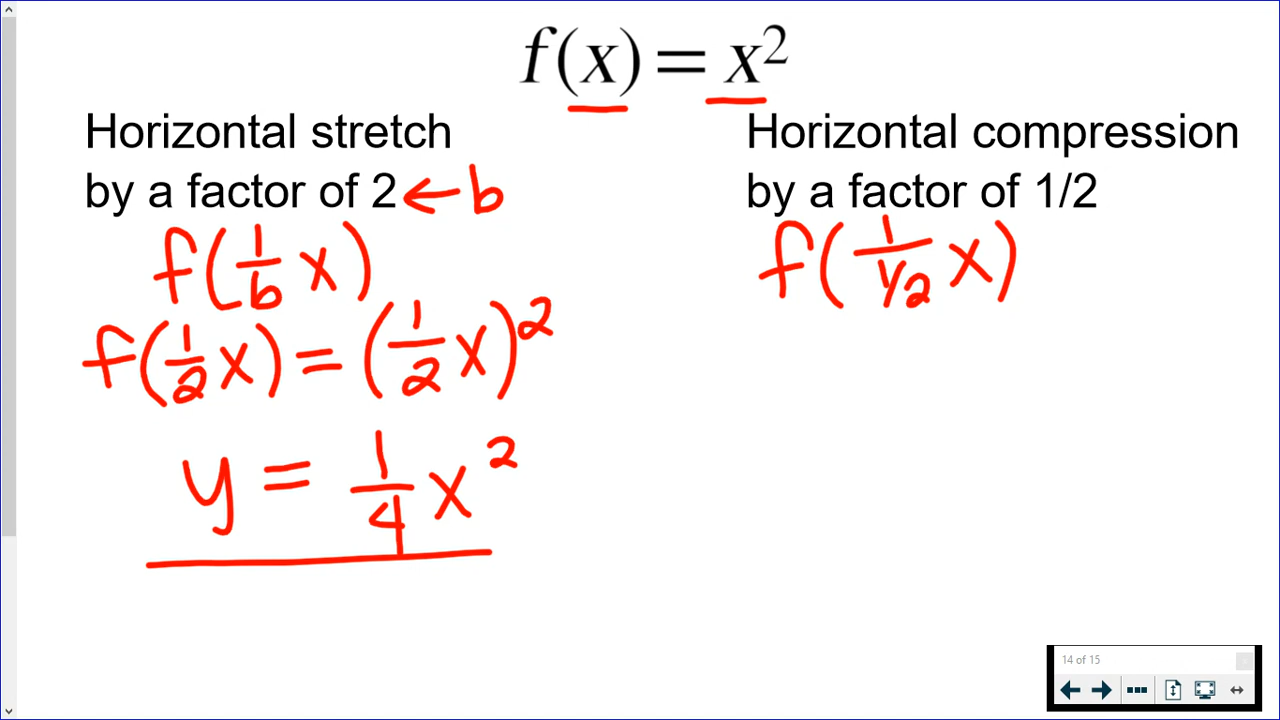 f(x) = x²
Horizontal stretch
by a factor of 2 ← b
f(1/b x)
f(1/2 x) = (1/2 x)²
y = 1/4 x²
Horizontal compression
by a factor of 1/2
f(1/(1/2) x)
14 of 15